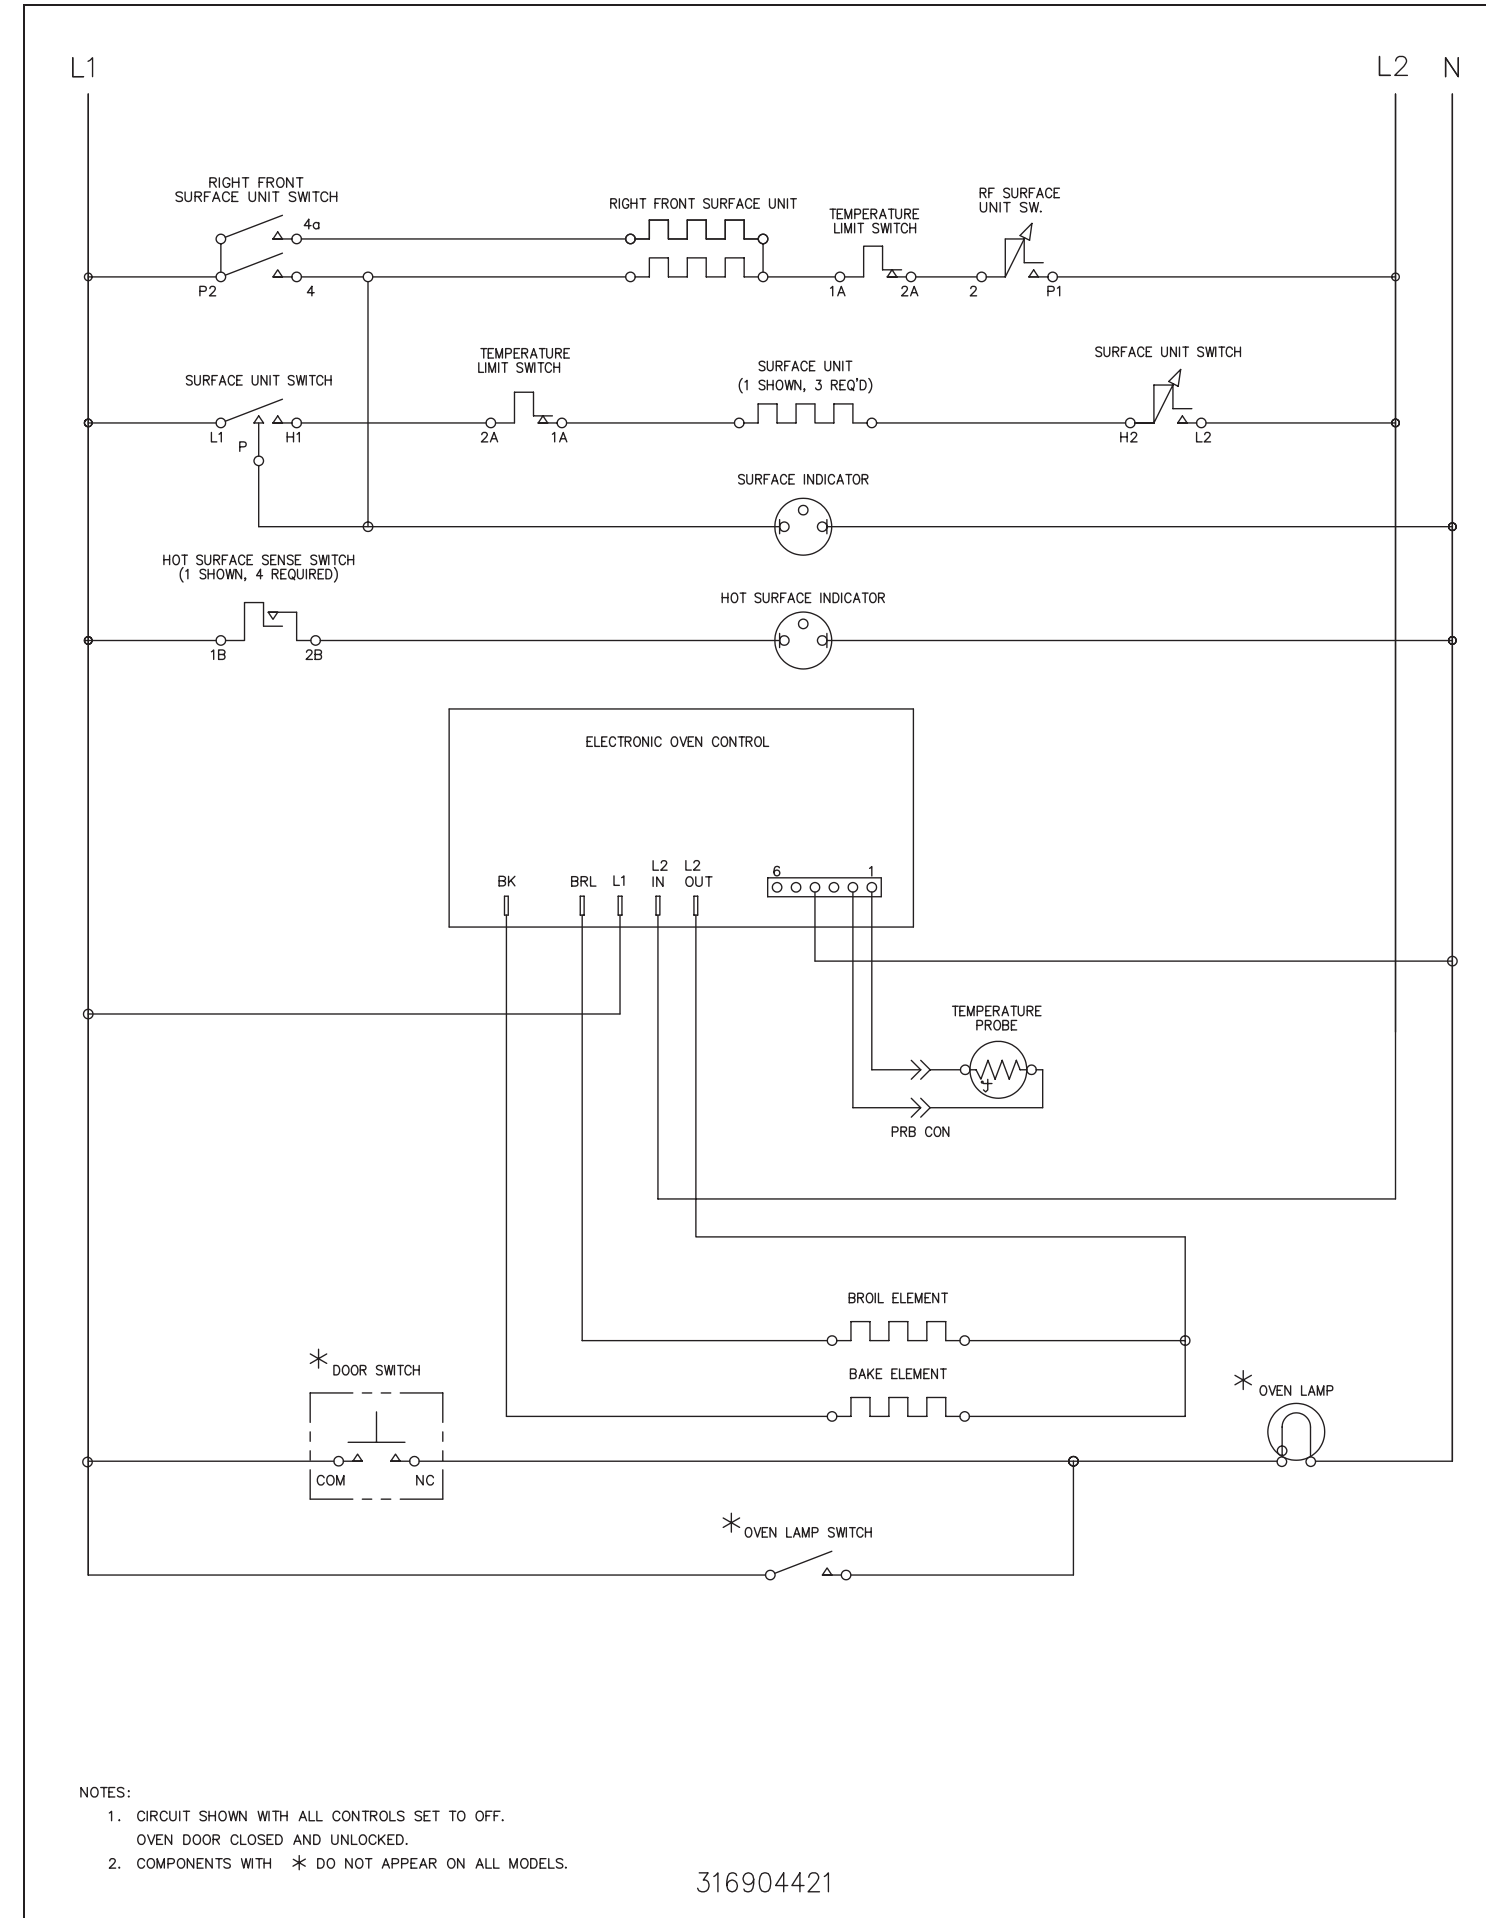 L1
L2 N
RIGHT FRONT
SURFACE UNIT SWITCH
4a
P2
4
RIGHT FRONT SURFACE UNIT
TEMPERATURE
LIMIT SWITCH
1A
2A
RF SURFACE
UNIT SW.
2
P1
SURFACE UNIT SWITCH
L1
P
H1
TEMPERATURE
LIMIT SWITCH
2A
1A
SURFACE UNIT
(1 SHOWN, 3 REQ'D)
SURFACE UNIT SWITCH
H2
L2
SURFACE INDICATOR
HOT SURFACE SENSE SWITCH
(1 SHOWN, 4 REQUIRED)
1B
2B
HOT SURFACE INDICATOR
ELECTRONIC OVEN CONTROL
BK
BRL
L1
L2
IN
L2
OUT
6
1
TEMPERATURE
PROBE
PRB CON
BROIL ELEMENT
BAKE ELEMENT
* DOOR SWITCH
COM
NC
* OVEN LAMP
* OVEN LAMP SWITCH
NOTES:
1. CIRCUIT SHOWN WITH ALL CONTROLS SET TO OFF.
OVEN DOOR CLOSED AND UNLOCKED.
2. COMPONENTS WITH * DO NOT APPEAR ON ALL MODELS.
316904421